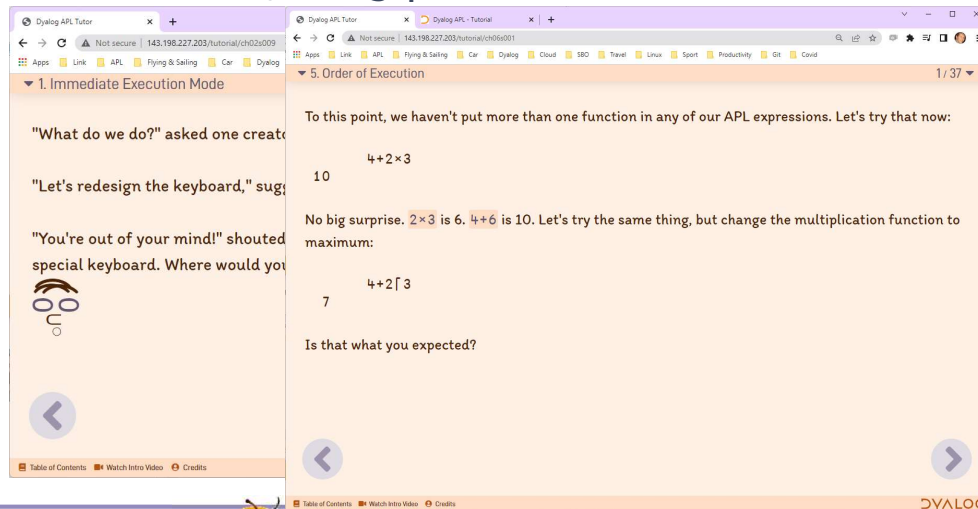 Dyalog APL Tutor
Not secure | 143.198.227.203/tutorial/ch02s009
Apps Link APL Flying & Sailing Car Dyalog
1. Immediate Execution Mode
"What do we do?" asked one creato
"Let's redesign the keyboard," sugg
"You're out of your mind!" shouted
special keyboard. Where would you
Table of Contents Watch Intro Video Credits
Dyalog APL Tutor Dyalog APL - Tutorial
Not secure | 143.198.227.203/tutorial/ch06s001
Apps Link APL Flying & Sailing Car Dyalog Cloud SBO Travel Linux Sport Productivity Git Covid
5. Order of Execution 1 / 37
To this point, we haven't put more than one function in any of our APL expressions. Let's try that now:
4+2×3
10
No big surprise. 2×3 is 6. 4+6 is 10. Let's try the same thing, but change the multiplication function to
maximum:
4+2⌈3
7
Is that what you expected?
Table of Contents Watch Intro Video Credits
DYALOG